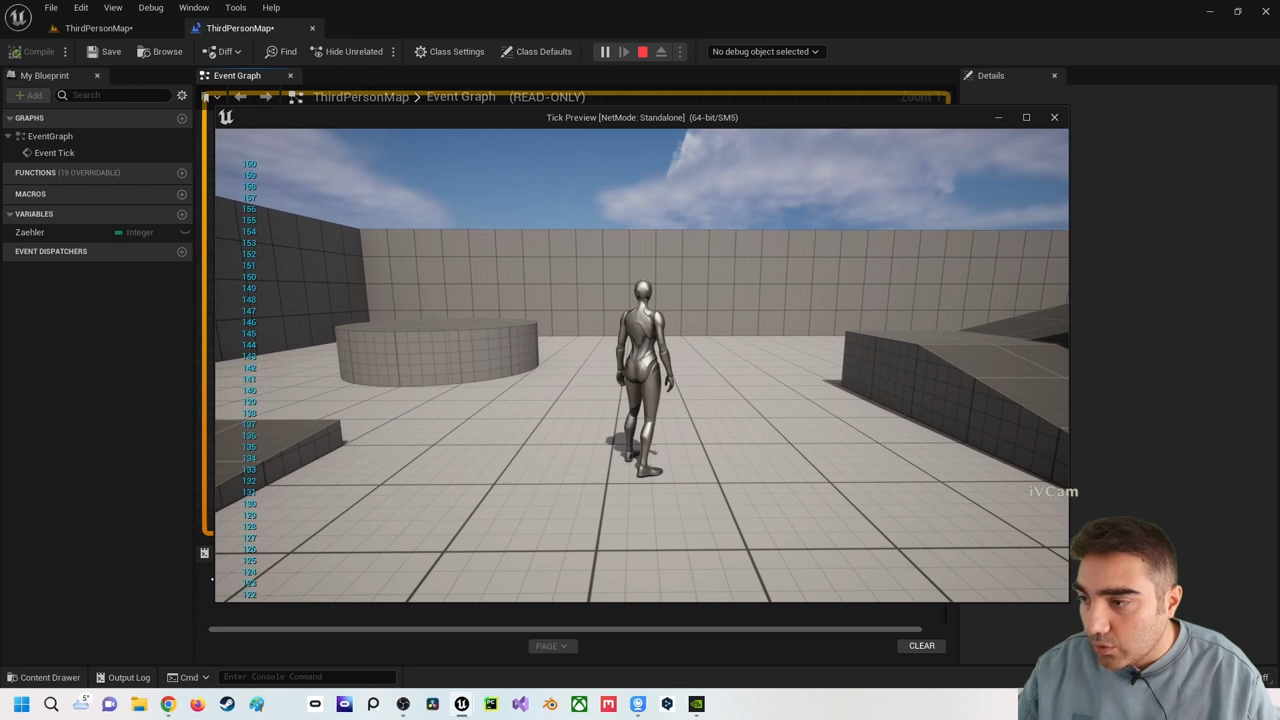 File Edit View Debug Window Tools Help
ThirdPersonMap* ThirdPersonMap*
Compile Save Browse Diff Find Hide Unrelated Class Settings Class Defaults No debug object selected
My Blueprint Event Graph Details
Add Search ThirdPersonMap > Event Graph (READ-ONLY) Zoom
GRAPHS
EventGraph
Event Tick
FUNCTIONS (19 OVERRIDABLE)
MACROS
VARIABLES
Zaehler Integer
EVENT DISPATCHERS
Tick Preview [NetMode: Standalone] (64-bit/SM5)
160
159
158
157
156
155
154
153
152
151
150
149
148
147
146
145
144
143
142
141
140
139
138
137
136
135
134
133
132
131
130
129
128
127
126
125
124
123
122
iVCam
PAGE CLEAR
Content Drawer Output Log Cmd Enter Console Command
5°